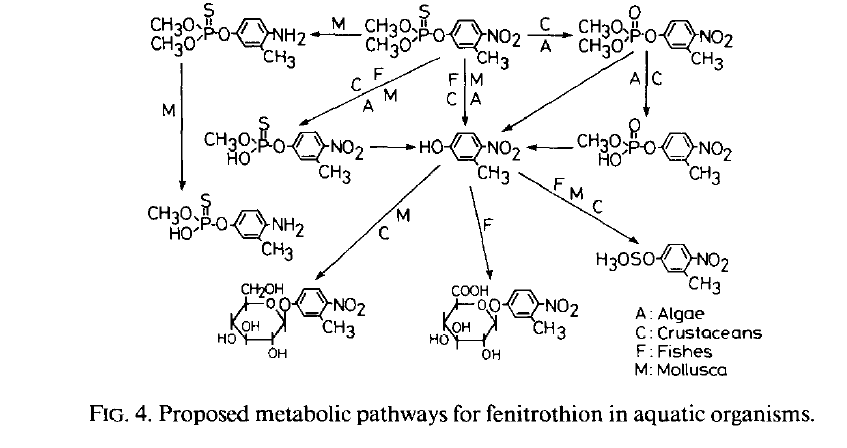 S S O
CH3O CH3O P-O NH2 CH3 M CH3O CH3O P-O NO2 CH3 C A CH3O CH3O P-O NO2 CH3
M C F A M F M C A A C
S O
CH3O HO P-O NO2 CH3 HO NO2 CH3 CH3O HO P-O NO2 CH3
S
CH3O HO P-O NH2 CH3 C M F F M C
H3OSO NO2 CH3
CH2OH O O NO2 CH3 OH HO OH
COOH O O NO2 CH3 OH HO OH
A: Algae
C: Crustaceans
F: Fishes
M: Mollusca
FIG. 4. Proposed metabolic pathways for fenitrothion in aquatic organisms.